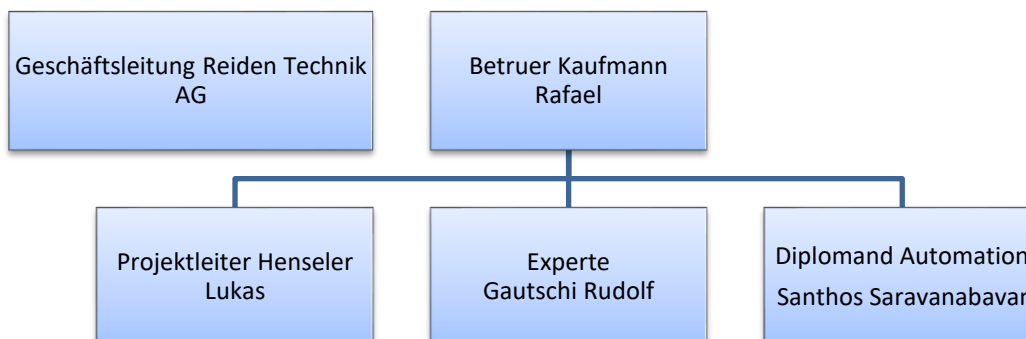 Geschäftsleitung Reiden Technik
AG
Betruer Kaufmann
Rafael
Projektleiter Henseler
Lukas
Experte
Gautschi Rudolf
Diplomand Automation
Santhos Saravanabavan